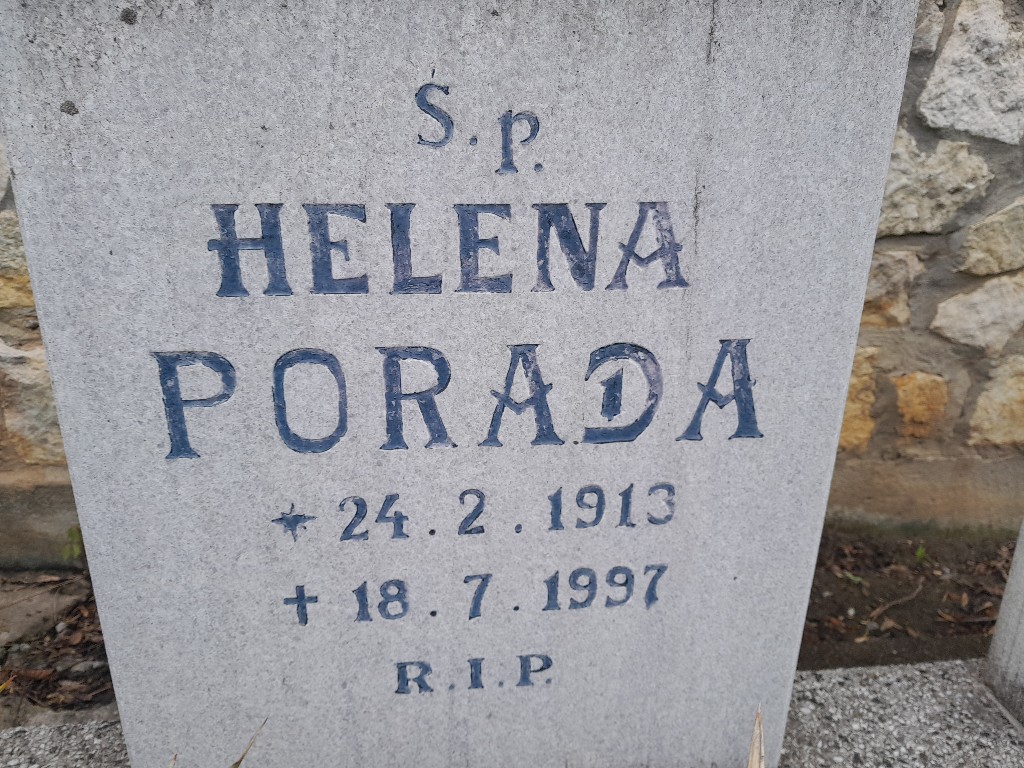 Ś.p.
HELENA
PORADA
* 24.2.1913
✝ 18.7.1997
R.I.P.